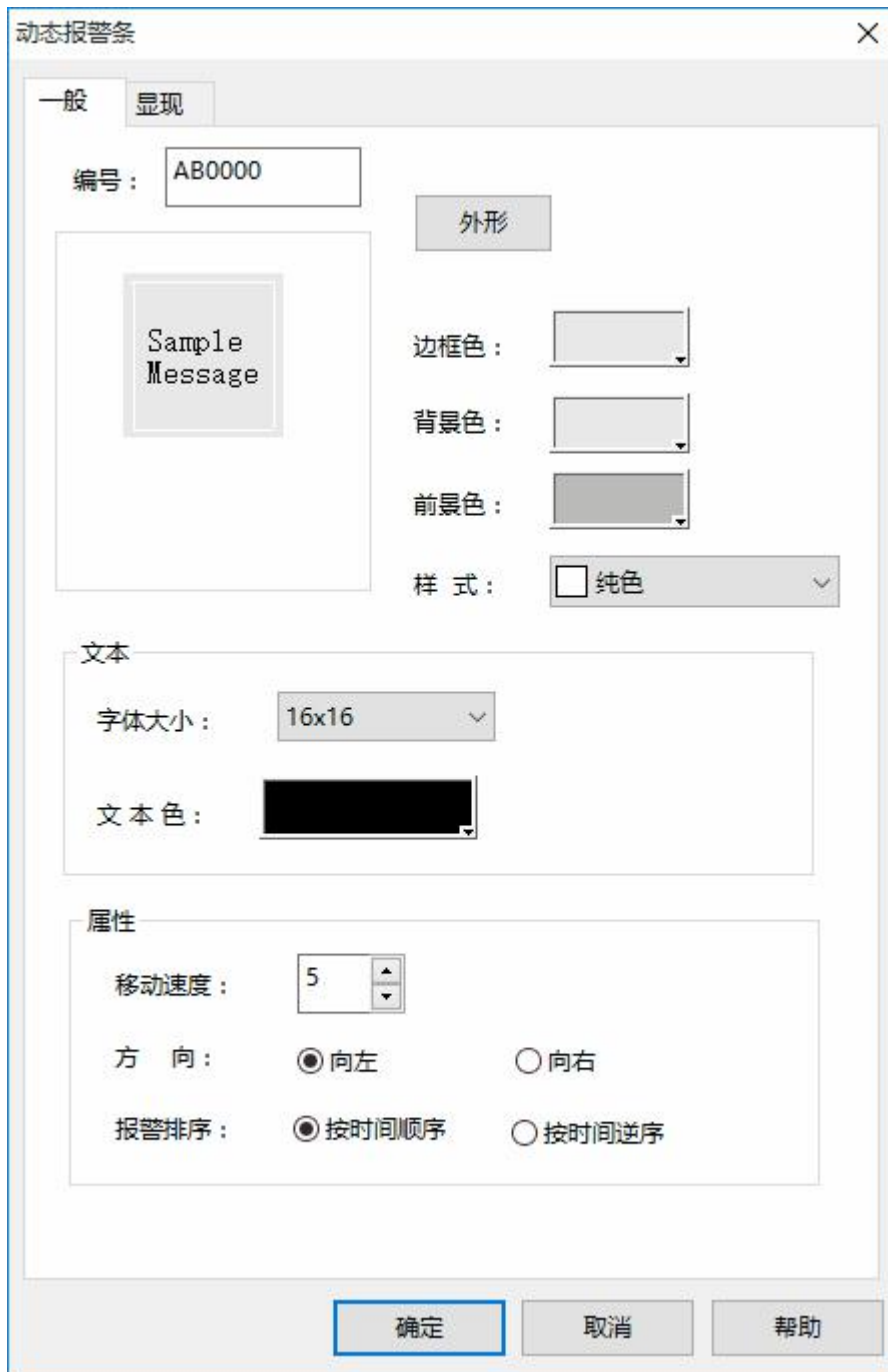 动态报警条
一般 显现
编号： AB0000
外形
Sample
Message
边框色：
背景色：
前景色：
样 式： 纯色
文本
字体大小： 16x16
文 本 色：
属性
移动速度： 5
方 向： 向左 向右
报警排序： 按时间顺序 按时间逆序
确定 取消 帮助